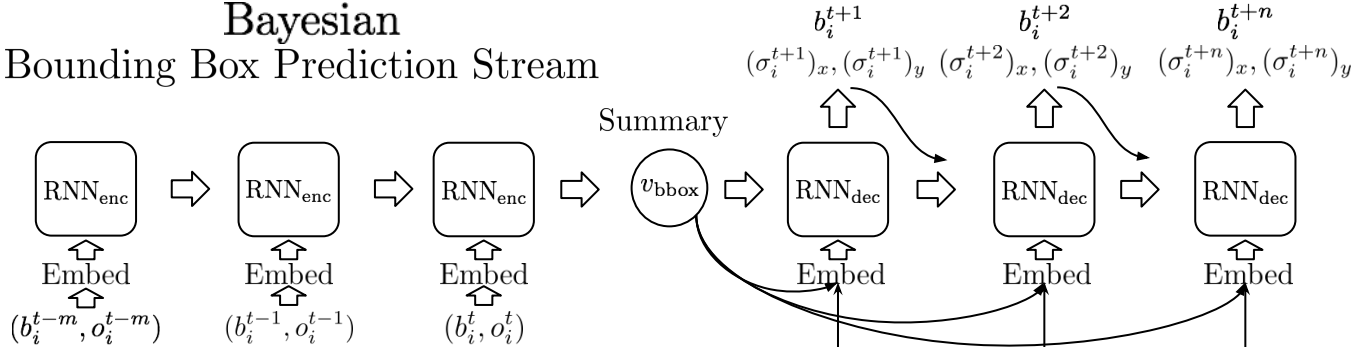 Bayesian
Bounding Box Prediction Stream
b_i^{t+1} b_i^{t+2} b_i^{t+n}
(σ_i^{t+1})_x, (σ_i^{t+1})_y (σ_i^{t+2})_x, (σ_i^{t+2})_y (σ_i^{t+n})_x, (σ_i^{t+n})_y
Summary
RNN_enc RNN_enc RNN_enc v_bbox RNN_dec RNN_dec RNN_dec
Embed Embed Embed Embed Embed Embed
(b_i^{t-m}, o_i^{t-m}) (b_i^{t-1}, o_i^{t-1}) (b_i^t, o_i^t)